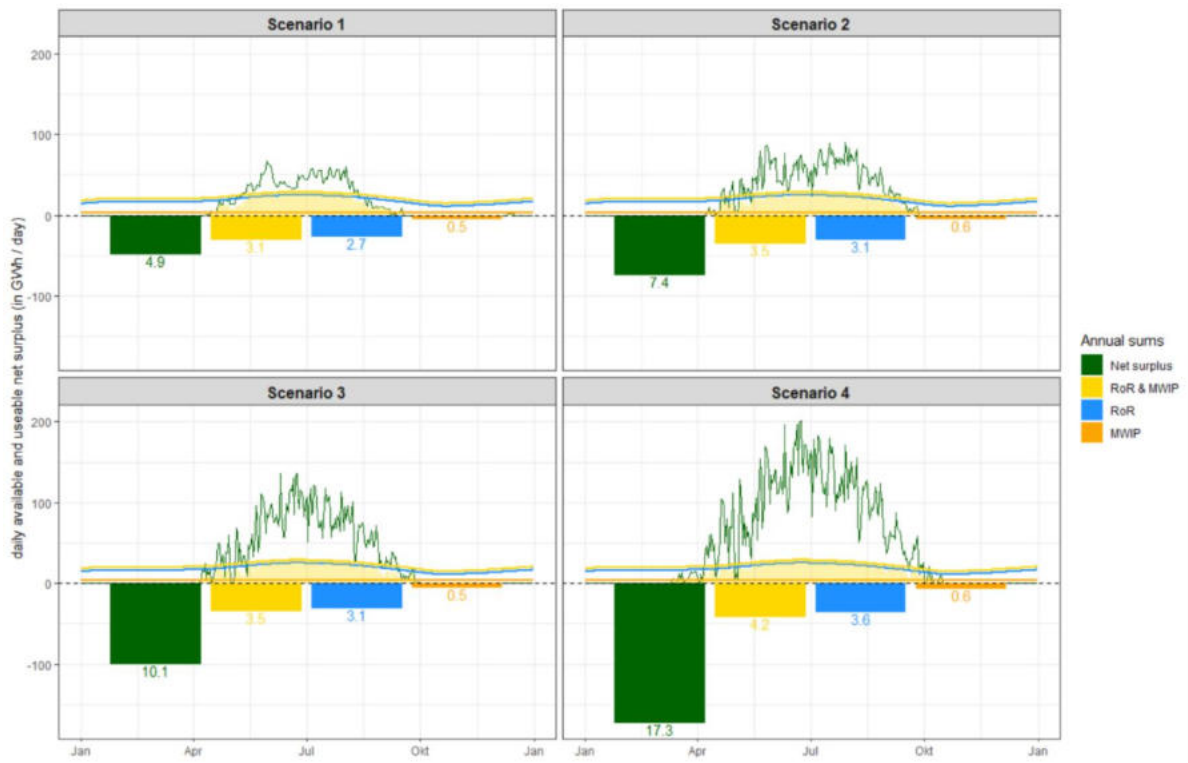 Scenario 1
Scenario 2
200
100
0
-100
4.9
3.1
2.7
0.5
7.4
3.5
3.1
0.6
daily available and useable net surplus (in GWh / day)
Annual sums
Net surplus
RoR & MWIP
RoR
MWIP
Scenario 3
Scenario 4
200
100
0
-100
10.1
3.5
3.1
0.5
17.3
4.2
3.6
0.6
Jan Apr Jul Okt Jan
Jan Apr Jul Okt Jan